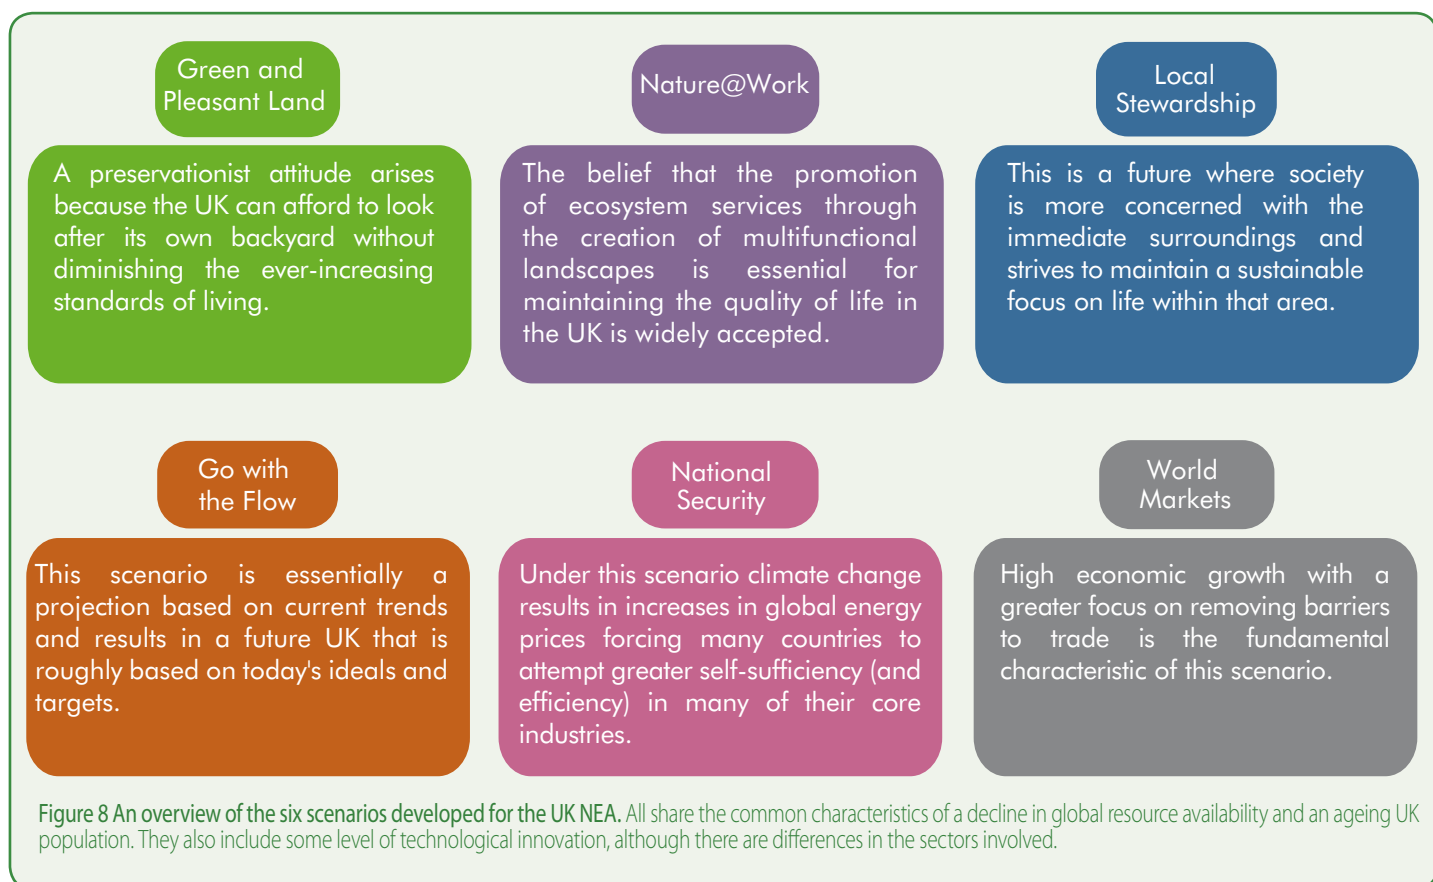 Green and
Pleasant Land
A preservationist attitude arises
because the UK can afford to look
after its own backyard without
diminishing the ever-increasing
standards of living.
Nature@Work
The belief that the promotion
of ecosystem services through
the creation of multifunctional
landscapes is essential for
maintaining the quality of life in
the UK is widely accepted.
Local
Stewardship
This is a future where society
is more concerned with the
immediate surroundings and
strives to maintain a sustainable
focus on life within that area.
Go with
the Flow
This scenario is essentially a
projection based on current trends
and results in a future UK that is
roughly based on today's ideals and
targets.
National
Security
Under this scenario climate change
results in increases in global energy
prices forcing many countries to
attempt greater self-sufficiency (and
efficiency) in many of their core
industries.
World
Markets
High economic growth with a
greater focus on removing barriers
to trade is the fundamental
characteristic of this scenario.
Figure 8 An overview of the six scenarios developed for the UK NEA. All share the common characteristics of a decline in global resource availability and an ageing UK
population. They also include some level of technological innovation, although there are differences in the sectors involved.